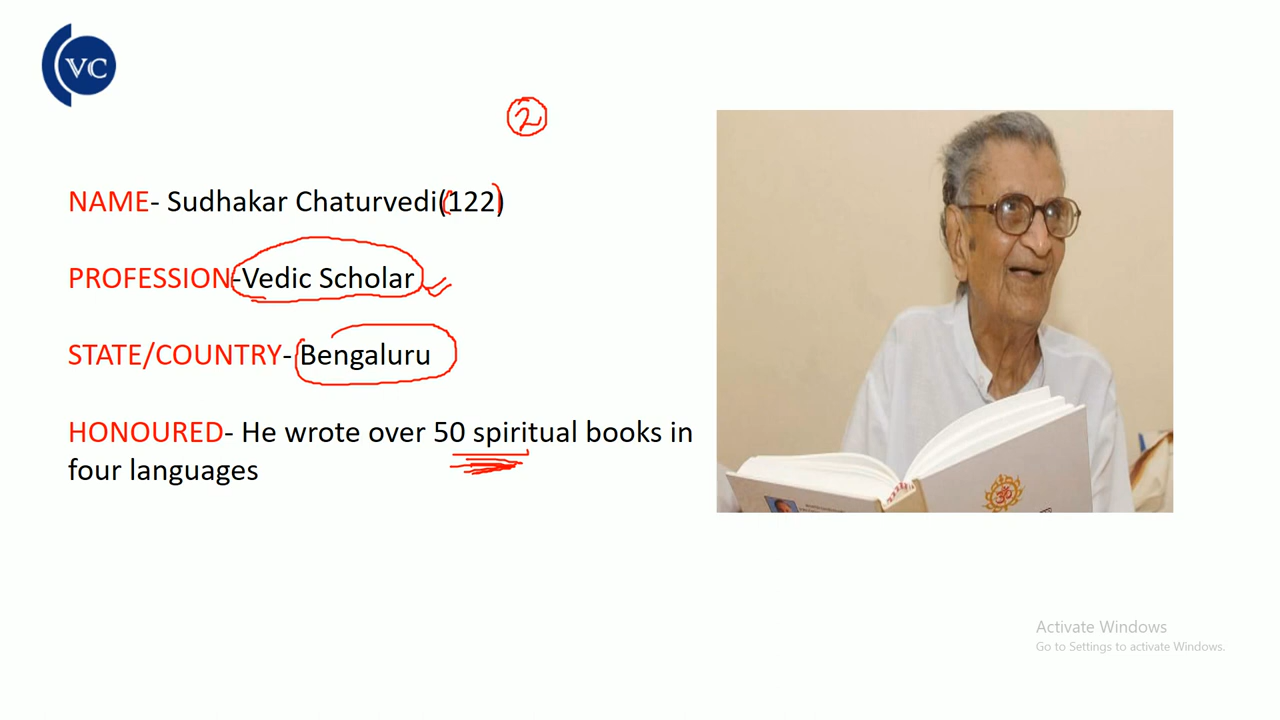 VC
2
NAME- Sudhakar Chaturvedi(122)
PROFESSION-Vedic Scholar
STATE/COUNTRY- Bengaluru
HONOURED- He wrote over 50 spiritual books in
four languages
ॐ
Activate Windows
Go to Settings to activate Windows.